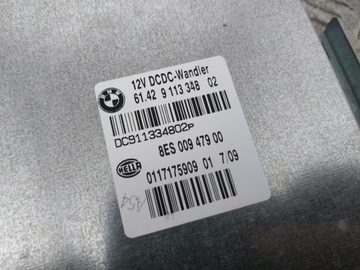 12V DCDC-Wandler
61.42 9 113 348 02
DC911334802P
8ES 009 479 00
HELLA
0117175909 01 7/09